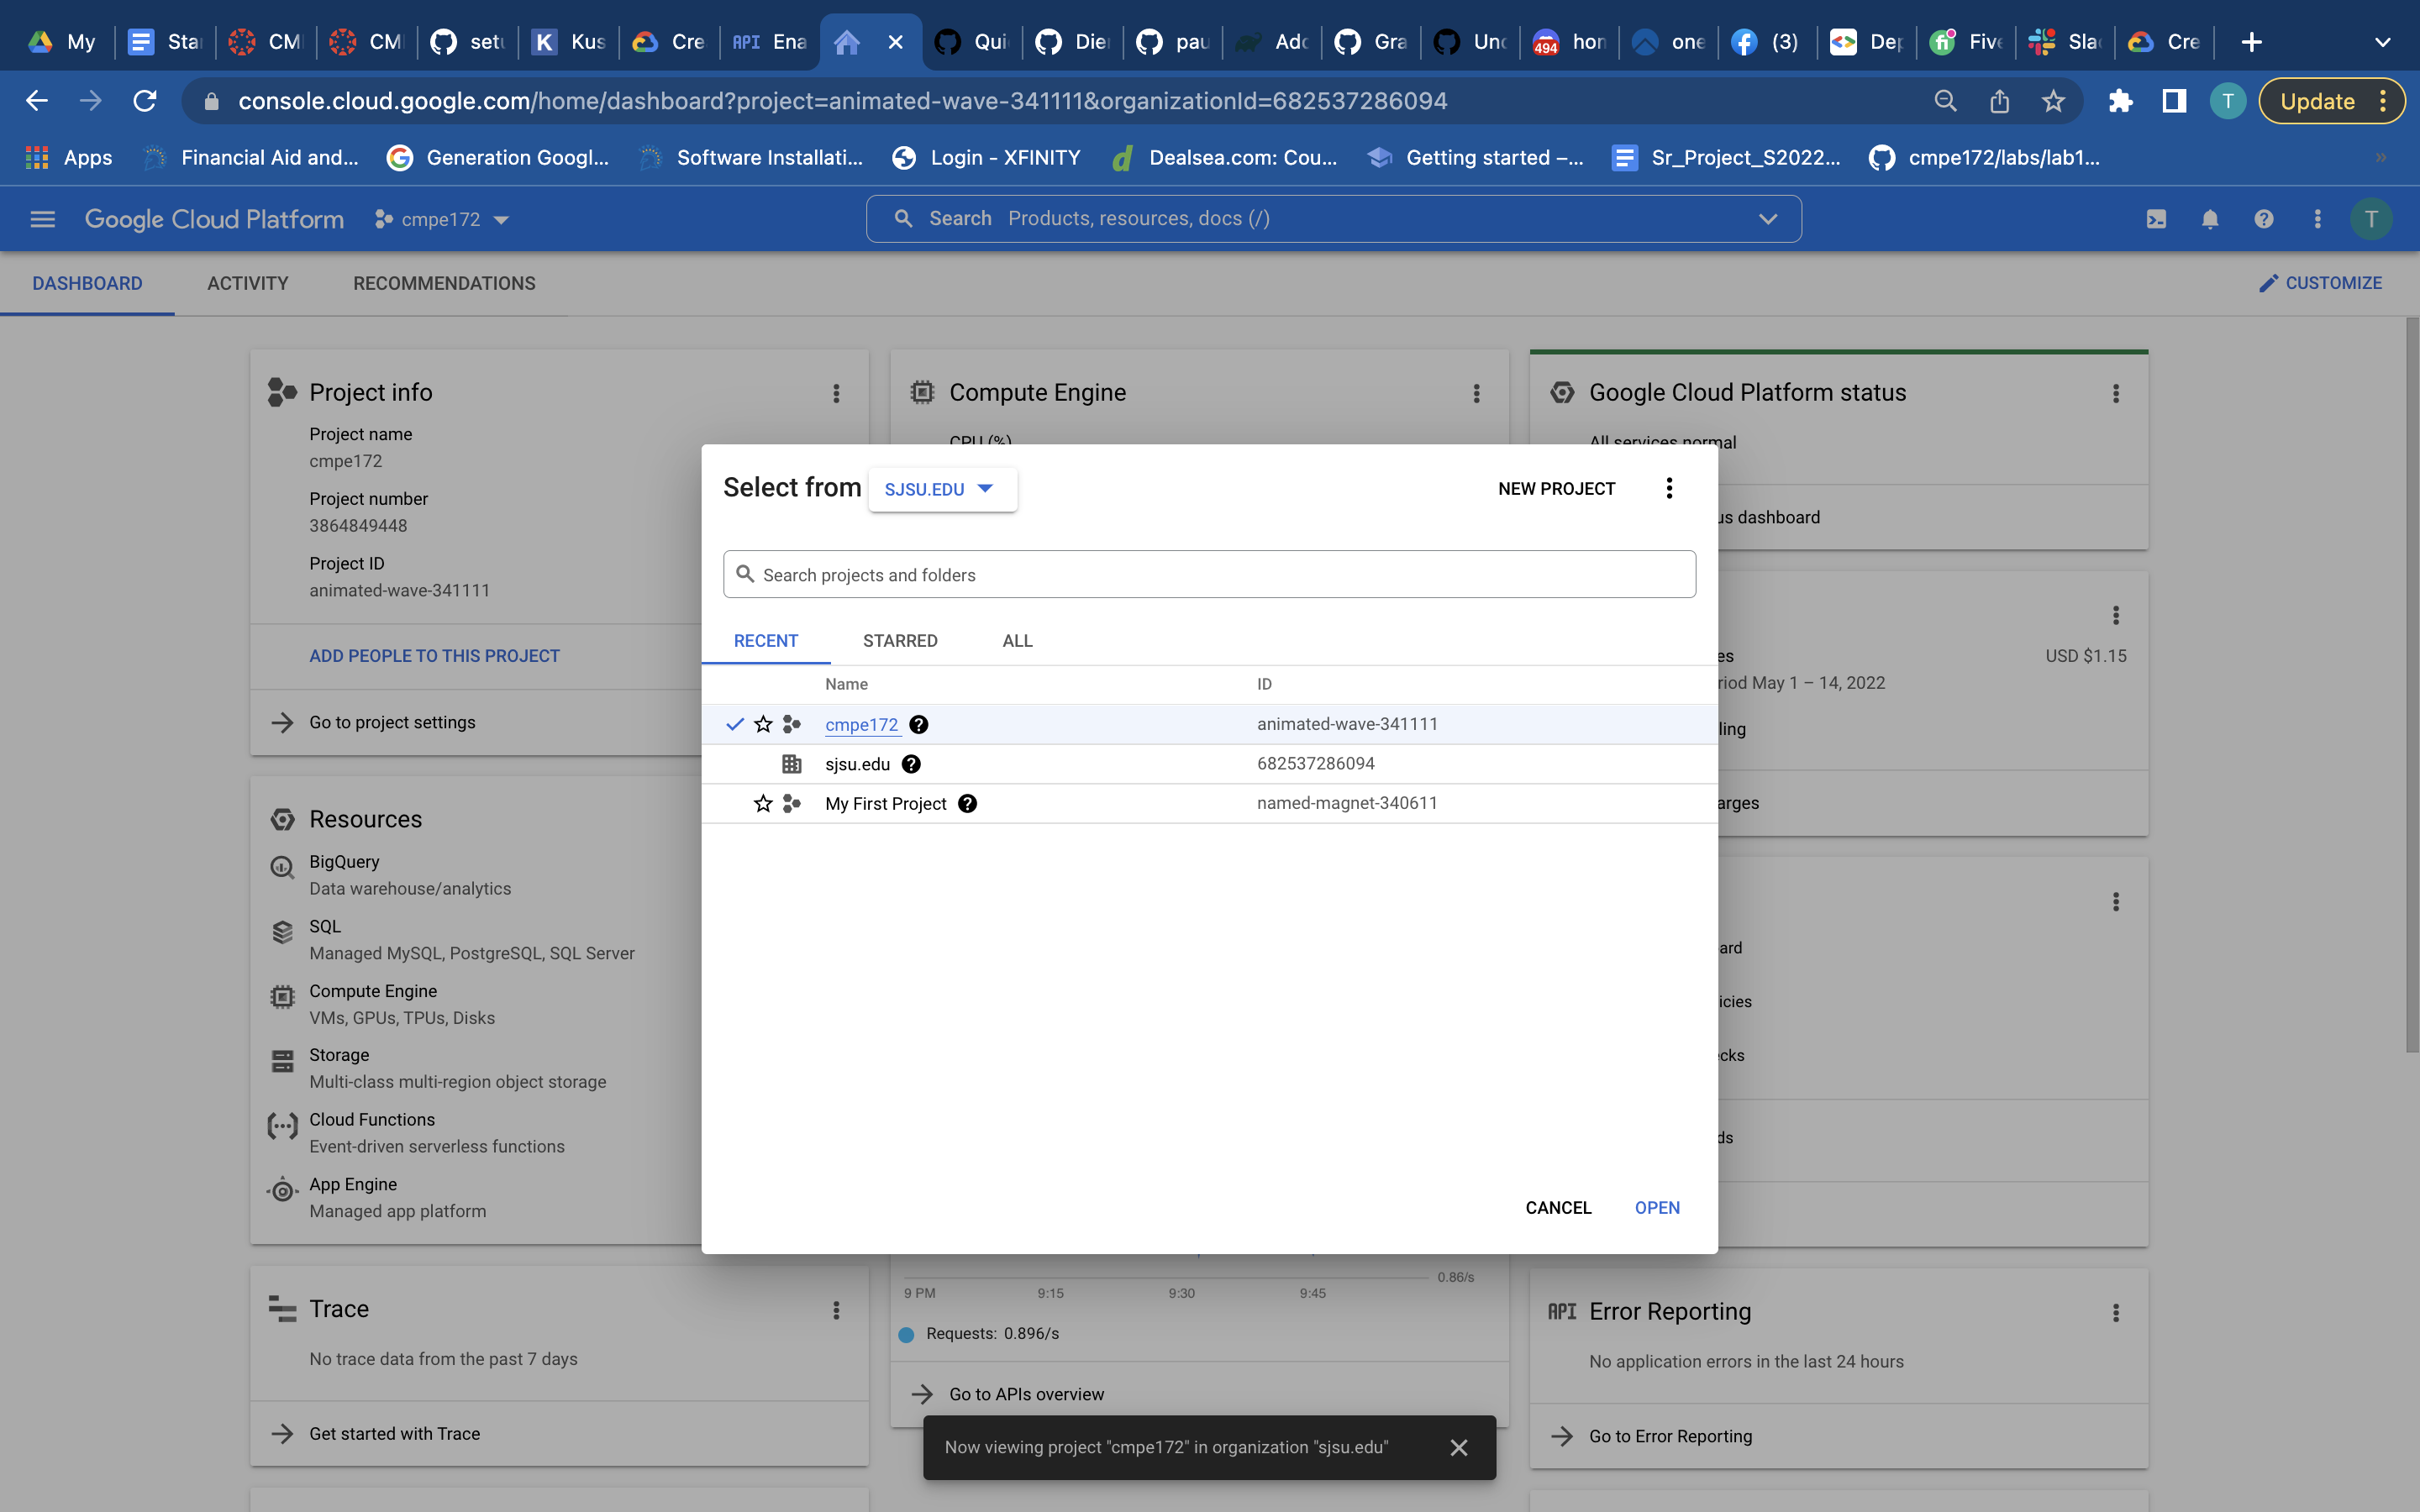 My
Sta
CM
CM
set
K Kus
Cre
API Ena
Qui
Die
pau
Adc
Gra
Unc
494 hon
one
(3)
Dep
Five
Sla
Cre
console.cloud.google.com/home/dashboard?project=animated-wave-341111&organizationId=682537286094
T
Update
Apps
Financial Aid and...
Generation Googl...
Software Installati...
Login - XFINITY
Dealsea.com: Cou...
Getting started –...
Sr_Project_S2022...
cmpe172/labs/lab1...
Google Cloud Platform
cmpe172
Search Products, resources, docs (/)
T
DASHBOARD
ACTIVITY
RECOMMENDATIONS
CUSTOMIZE
Project info
Project name
cmpe172
Project number
3864849448
Project ID
animated-wave-341111
ADD PEOPLE TO THIS PROJECT
Go to project settings
Resources
BigQuery
Data warehouse/analytics
SQL
Managed MySQL, PostgreSQL, SQL Server
Compute Engine
VMs, GPUs, TPUs, Disks
Storage
Multi-class multi-region object storage
Cloud Functions
Event-driven serverless functions
App Engine
Managed app platform
Trace
No trace data from the past 7 days
Get started with Trace
Compute Engine
CPU (%)
Select from SJSU.EDU
NEW PROJECT
Search projects and folders
RECENT
STARRED
ALL
Name ID
cmpe172 animated-wave-341111
sjsu.edu 682537286094
My First Project named-magnet-340611
CANCEL
OPEN
0.86/s
9 PM 9:15 9:30 9:45
Requests: 0.896/s
Go to APIs overview
Now viewing project "cmpe172" in organization "sjsu.edu"
Google Cloud Platform status
All services normal
us dashboard
es USD $1.15
riod May 1 – 14, 2022
ling
arges
ard
icies
cks
ds
API Error Reporting
No application errors in the last 24 hours
Go to Error Reporting